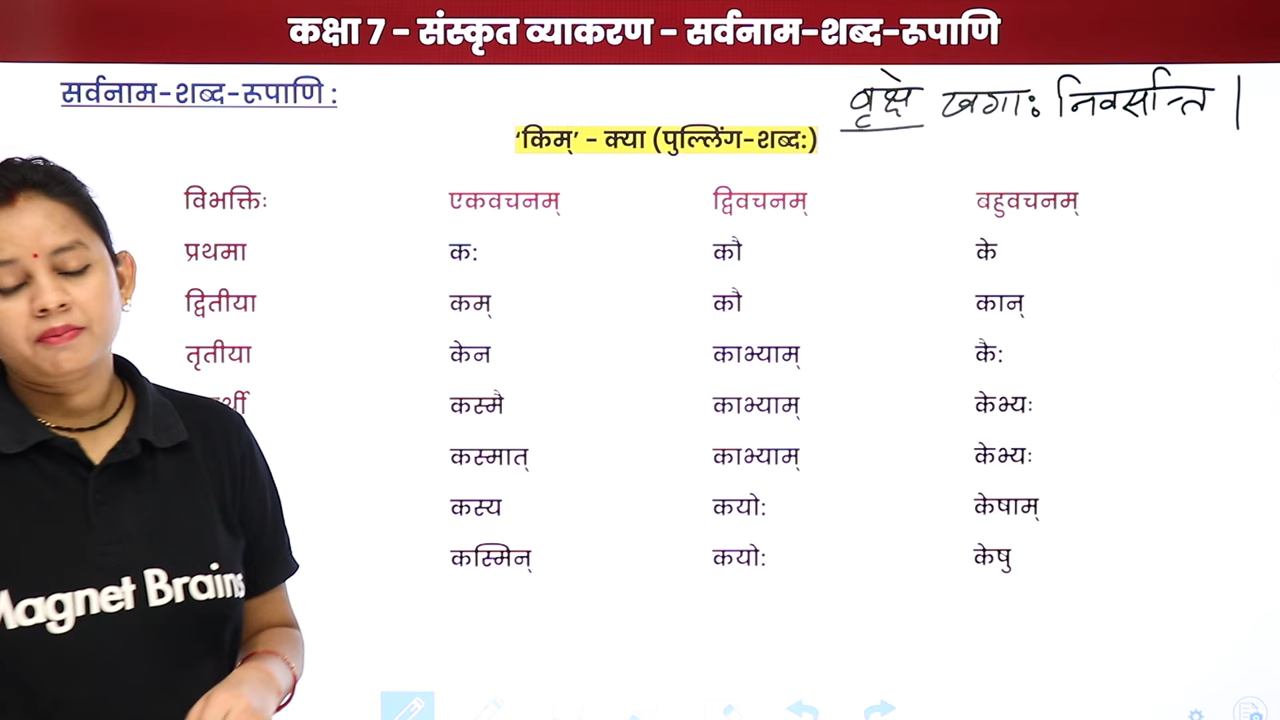 कक्षा 7 - संस्कृत व्याकरण - सर्वनाम-शब्द-रूपाणि
सर्वनाम-शब्द-रूपाणि :
वृक्षे खगाः निवसन्ति |
'किम्' - क्या (पुल्लिंग-शब्द:)
विभक्तिः एकवचनम् द्विवचनम् बहुवचनम्
प्रथमा क: कौ के
द्वितीया कम् कौ कान्
तृतीया केन काभ्याम् कै:
र्थी कस्मै काभ्याम् केभ्यः
कस्मात् काभ्याम् केभ्यः
कस्य कयो: केषाम्
कस्मिन् कयो: केषु
Magnet Brains